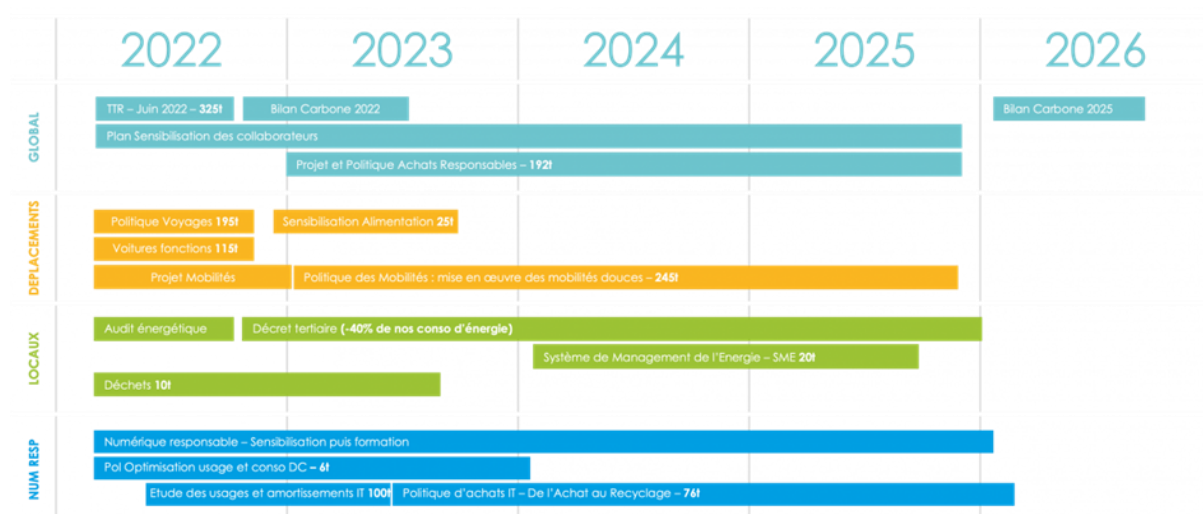 2022 2023 2024 2025 2026
GLOBAL
TTR – Juin 2022 – 325t
Bilan Carbone 2022
Bilan Carbone 2025
Plan Sensibilisation des collaborateurs
Projet et Politique Achats Responsables – 192t
DEPLACEMENTS
Politique Voyages 195t
Sensibilisation Alimentation 25t
Voitures fonctions 115t
Projet Mobilités
Politique des Mobilités : mise en œuvre des mobilités douces – 245t
LOCAUX
Audit énergétique
Décret tertiaire (-40% de nos conso d'énergie)
Système de Management de l'Energie – SME 20t
Déchets 10t
NUM RESP
Numérique responsable – Sensibilisation puis formation
Pol Optimisation usage et conso DC – 6t
Etude des usages et amortissements IT 100t
Politique d'achats IT – De l'Achat au Recyclage – 76t